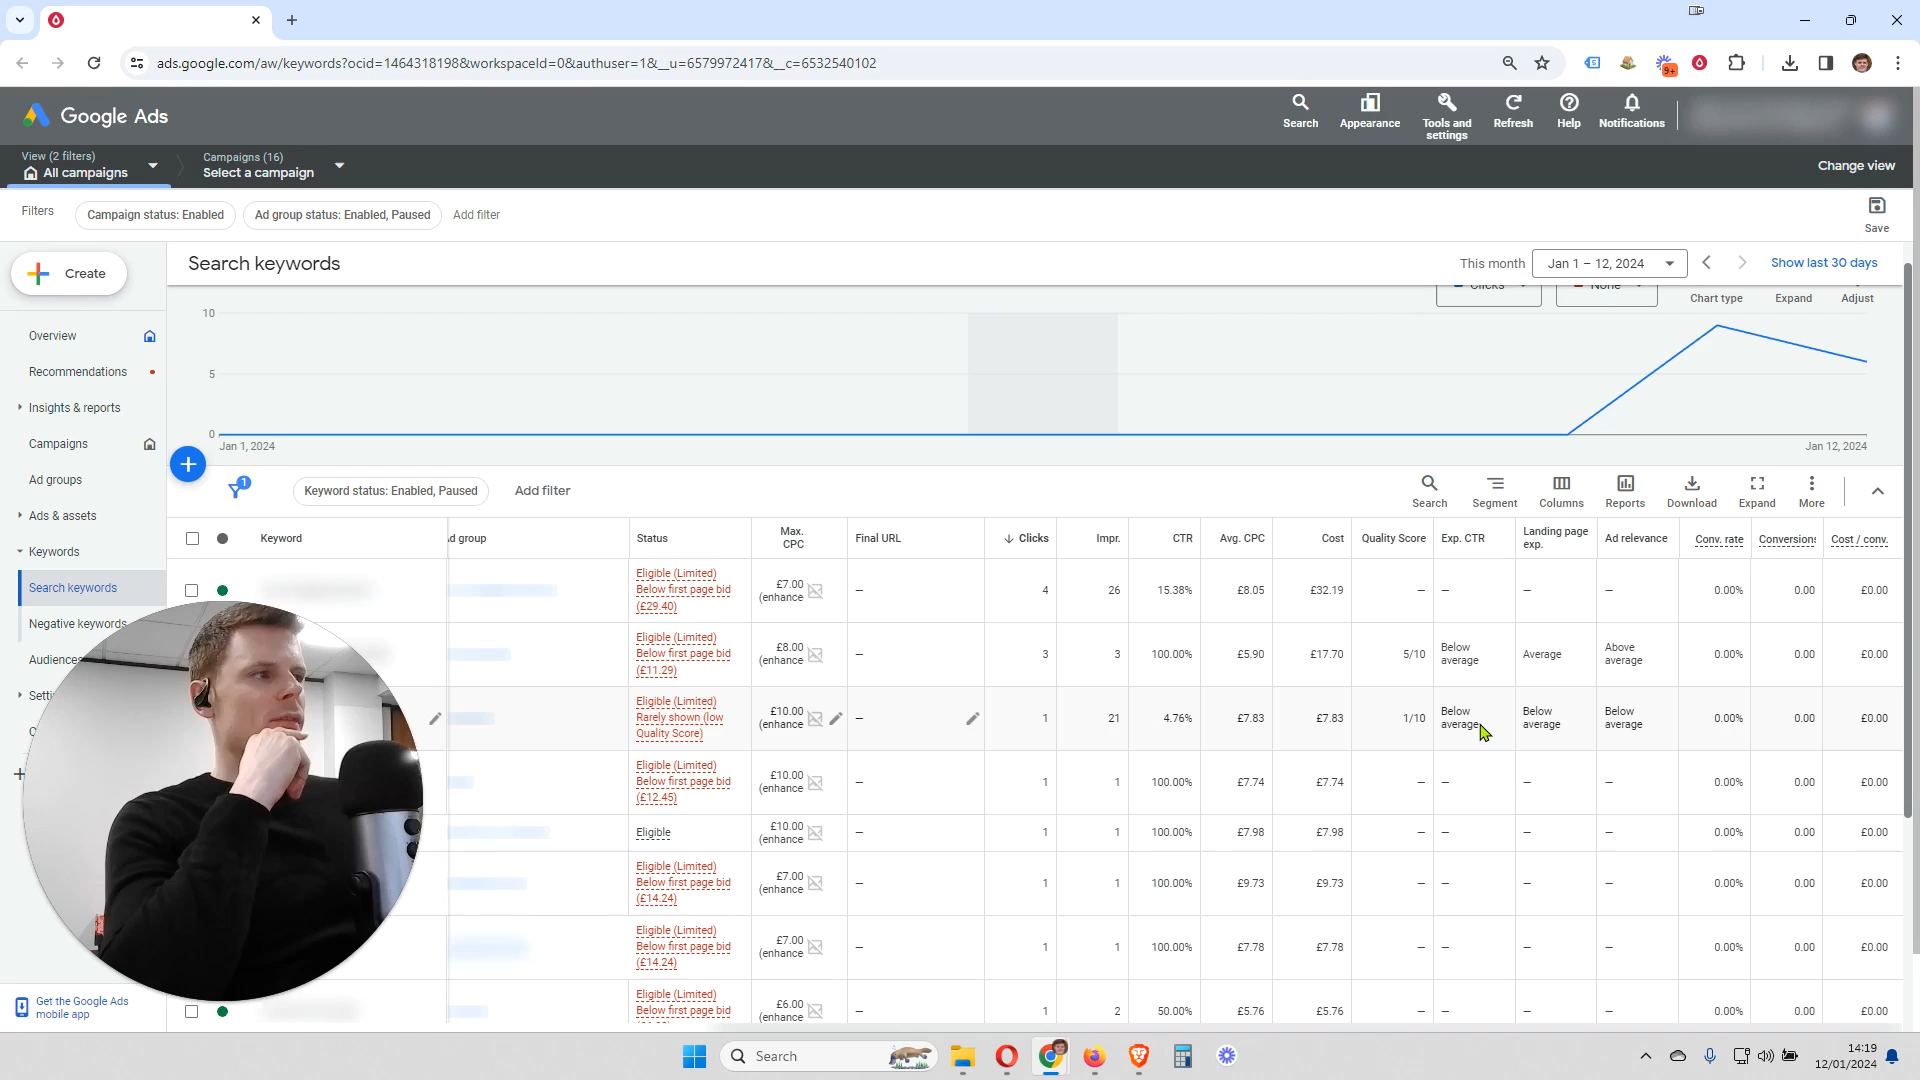 ads.google.com/aw/keywords?ocid=1464318198&workspaceId=0&authuser=1&__u=6579972417&__c=6532540102
9+
Google Ads
Search
Appearance
Tools and settings
Refresh
Help
Notifications
View (2 filters)
All campaigns
Campaigns (16)
Select a campaign
Change view
Filters
Campaign status: Enabled
Ad group status: Enabled, Paused
Add filter
Save
Create
Search keywords
This month
Jan 1 – 12, 2024
Show last 30 days
Clicks
None
Chart type
Expand
Adjust
Overview
Recommendations
Insights & reports
Campaigns
Ad groups
Ads & assets
Keywords
Search keywords
Negative keywords
Audiences
Get the Google Ads
mobile app
10
5
0
Jan 1, 2024
Jan 12, 2024
1
Keyword status: Enabled, Paused
Add filter
Search
Segment
Columns
Reports
Download
Expand
More
Keyword d group Status Max. CPC Final URL Clicks Impr. CTR Avg. CPC Cost Quality Score Exp. CTR Landing page exp. Ad relevance Conv. rate Conversions Cost / conv.
Eligible (Limited) Below first page bid (£29.40) £7.00 (enhance — 4 26 15.38% £8.05 £32.19 — — — — 0.00% 0.00 £0.00
Eligible (Limited) Below first page bid (£11.29) £8.00 (enhance — 3 3 100.00% £5.90 £17.70 5/10 Below average Average Above average 0.00% 0.00 £0.00
Eligible (Limited) Rarely shown (low Quality Score) £10.00 (enhance — 1 21 4.76% £7.83 £7.83 1/10 Below average Below average Below average 0.00% 0.00 £0.00
Eligible (Limited) Below first page bid (£12.45) £10.00 (enhance — 1 1 100.00% £7.74 £7.74 — — — — 0.00% 0.00 £0.00
Eligible £10.00 (enhance — 1 1 100.00% £7.98 £7.98 — — — — 0.00% 0.00 £0.00
Eligible (Limited) Below first page bid (£14.24) £7.00 (enhance — 1 1 100.00% £9.73 £9.73 — — — — 0.00% 0.00 £0.00
Eligible (Limited) Below first page bid (£14.24) £7.00 (enhance — 1 1 100.00% £7.78 £7.78 — — — — 0.00% 0.00 £0.00
Eligible (Limited) Below first page bid £6.00 (enhance — 1 2 50.00% £5.76 £5.76 — — — — 0.00% 0.00 £0.00
Search
14:19
12/01/2024